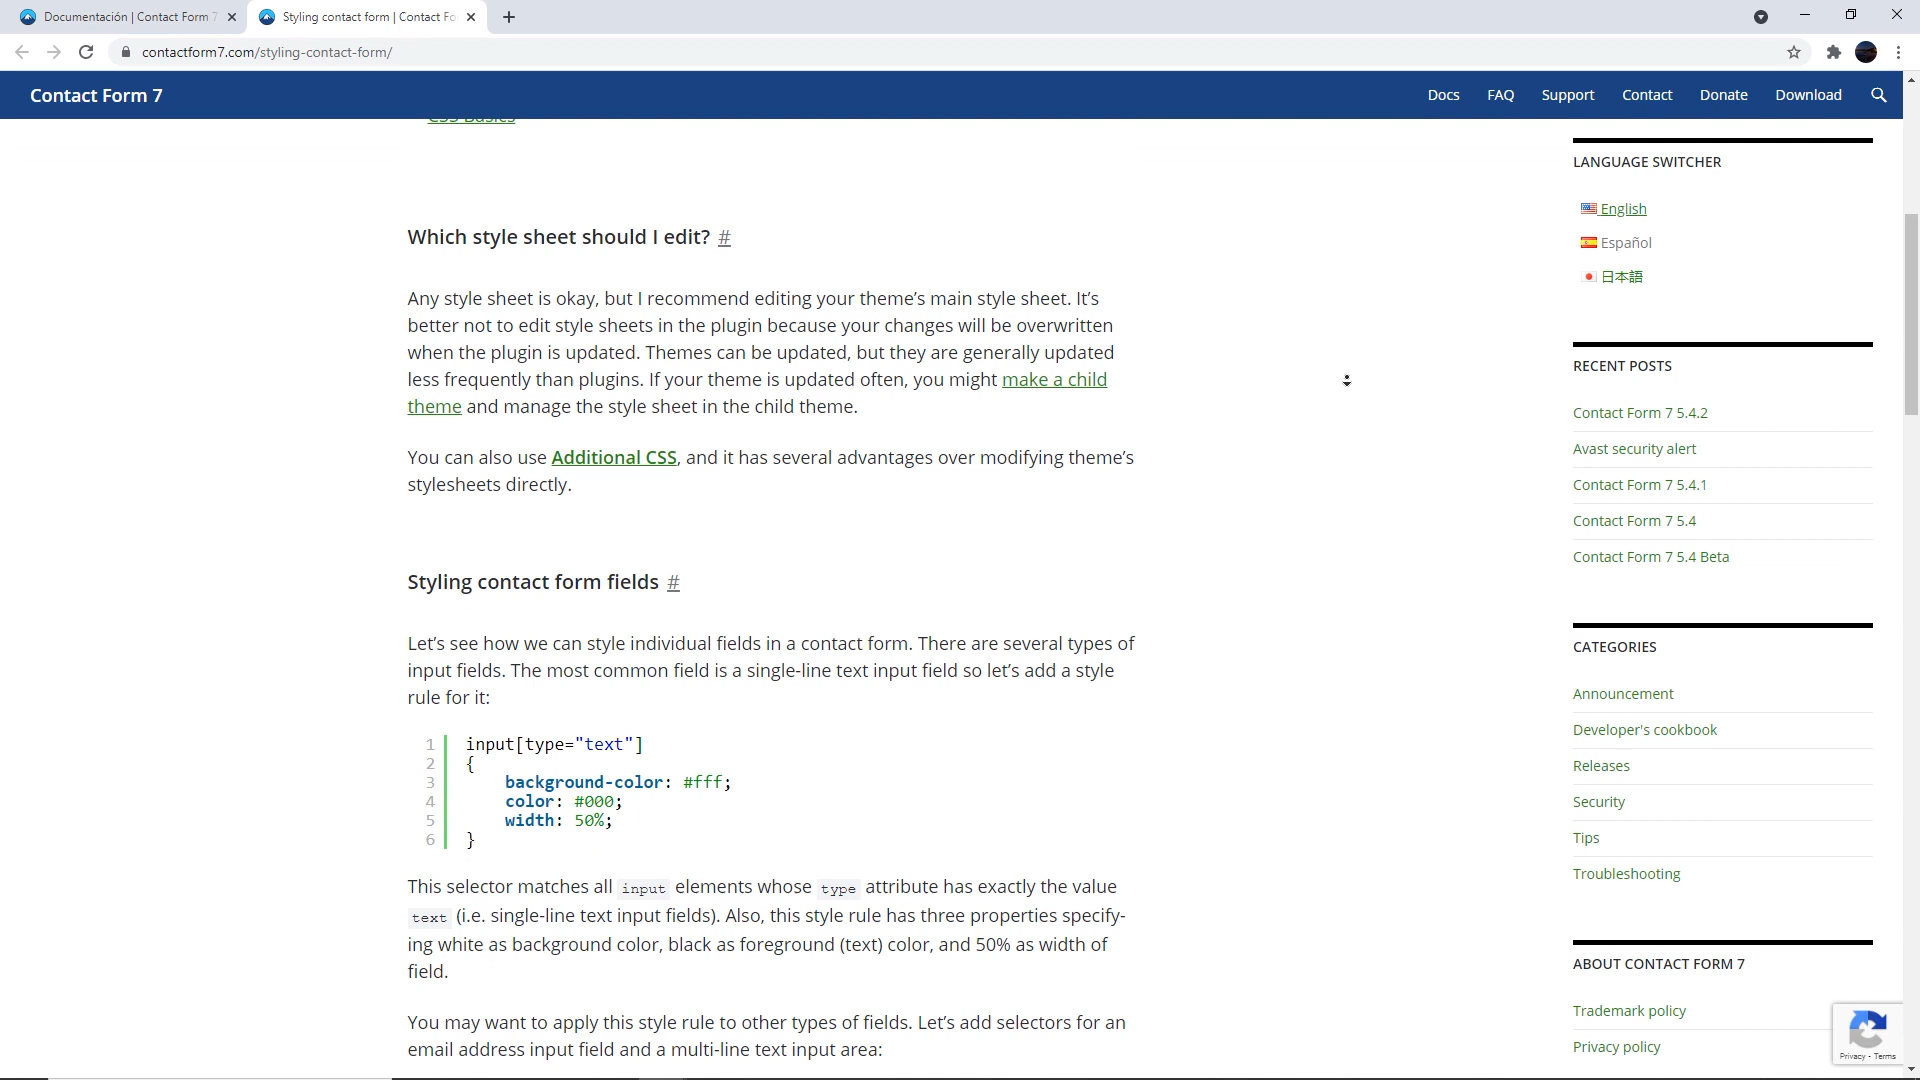 Documentación | Contact Form 7
Styling contact form | Contact Fo
contactform7.com/styling-contact-form/
Contact Form 7
Docs
FAQ
Support
Contact
Donate
Download
CSS Basics
Which style sheet should I edit? #
Any style sheet is okay, but I recommend editing your theme’s main style sheet. It’s
better not to edit style sheets in the plugin because your changes will be overwritten
when the plugin is updated. Themes can be updated, but they are generally updated
less frequently than plugins. If your theme is updated often, you might make a child
theme and manage the style sheet in the child theme.
You can also use Additional CSS, and it has several advantages over modifying theme’s
stylesheets directly.
Styling contact form fields #
Let’s see how we can style individual fields in a contact form. There are several types of
input fields. The most common field is a single-line text input field so let’s add a style
rule for it:
1 input[type="text"]
2 {
3 background-color: #fff;
4 color: #000;
5 width: 50%;
6 }
This selector matches all input elements whose type attribute has exactly the value
text (i.e. single-line text input fields). Also, this style rule has three properties specify-
ing white as background color, black as foreground (text) color, and 50% as width of
field.
You may want to apply this style rule to other types of fields. Let’s add selectors for an
email address input field and a multi-line text input area:
LANGUAGE SWITCHER
English
Español
日本語
RECENT POSTS
Contact Form 7 5.4.2
Avast security alert
Contact Form 7 5.4.1
Contact Form 7 5.4
Contact Form 7 5.4 Beta
CATEGORIES
Announcement
Developer's cookbook
Releases
Security
Tips
Troubleshooting
ABOUT CONTACT FORM 7
Trademark policy
Privacy policy
Privacy - Terms